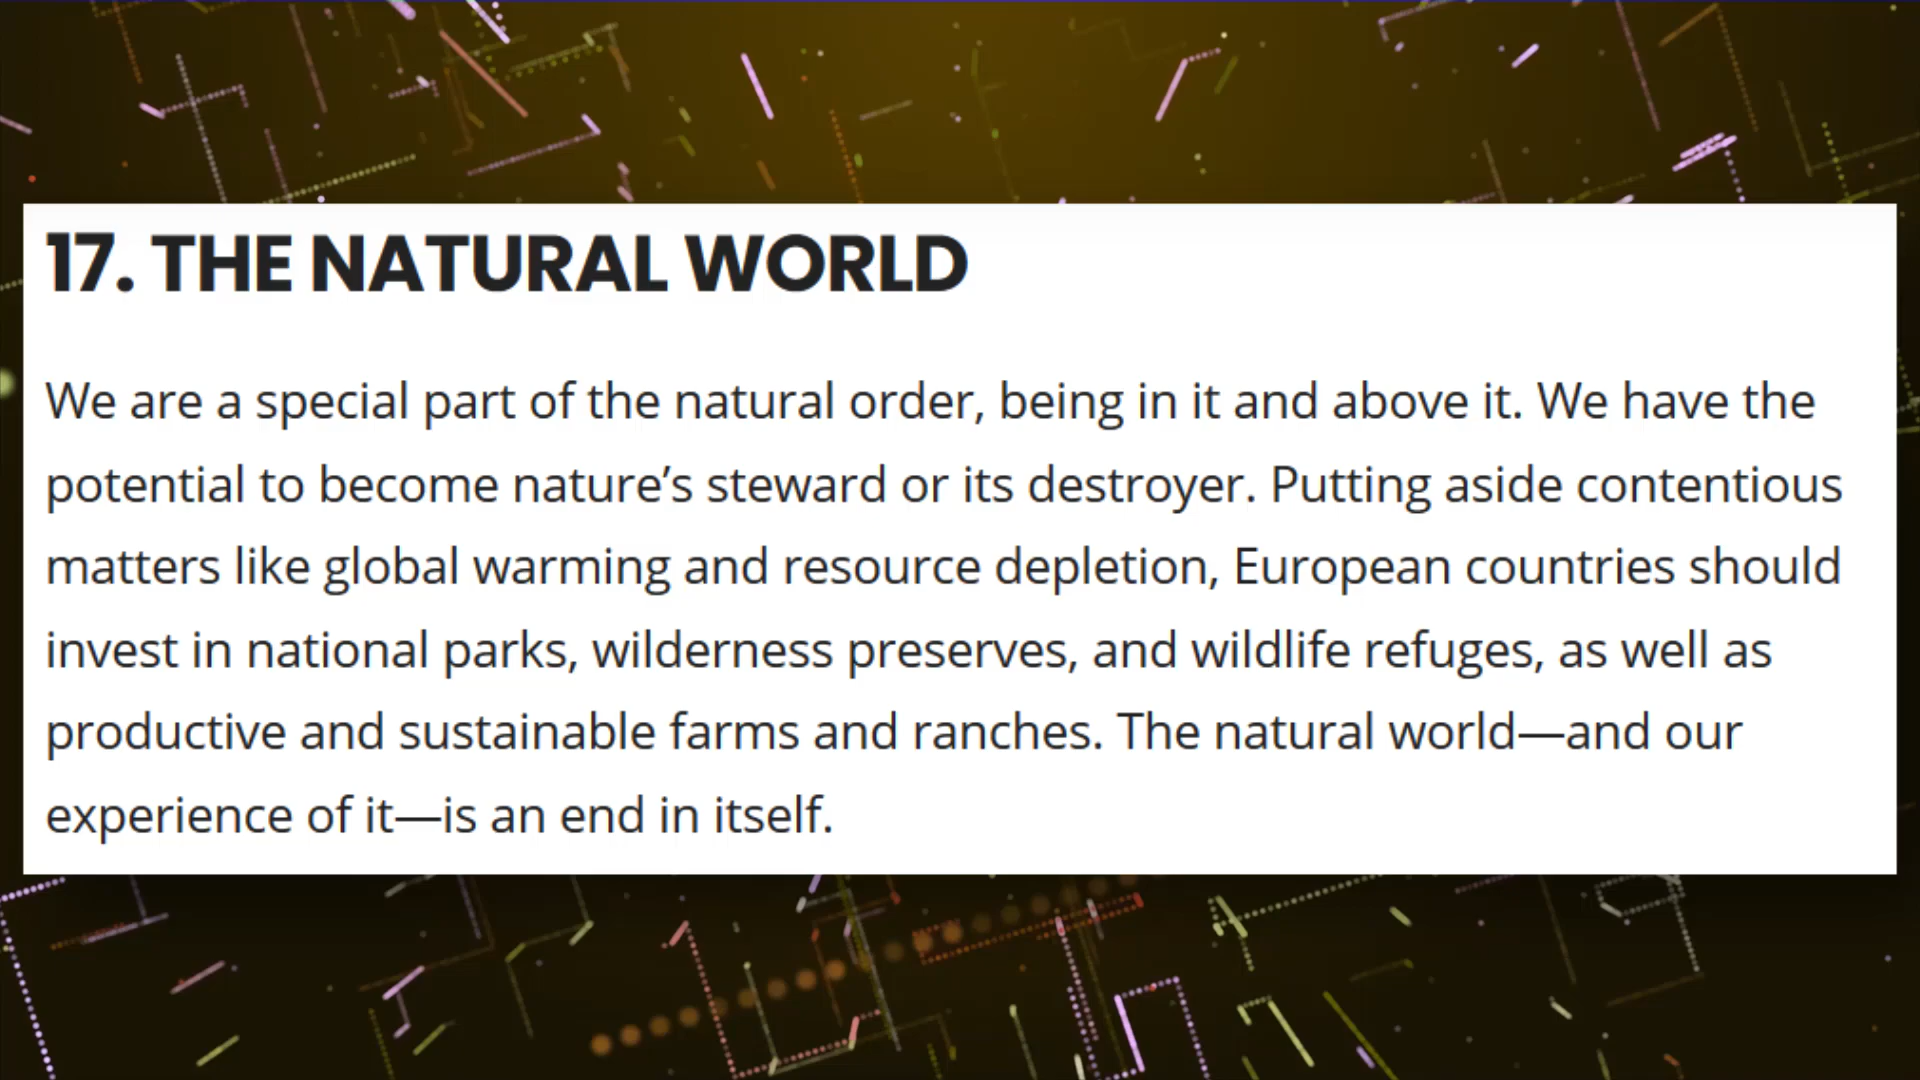 17. THE NATURAL WORLD
We are a special part of the natural order, being in it and above it. We have the
potential to become nature’s steward or its destroyer. Putting aside contentious
matters like global warming and resource depletion, European countries should
invest in national parks, wilderness preserves, and wildlife refuges, as well as
productive and sustainable farms and ranches. The natural world—and our
experience of it—is an end in itself.